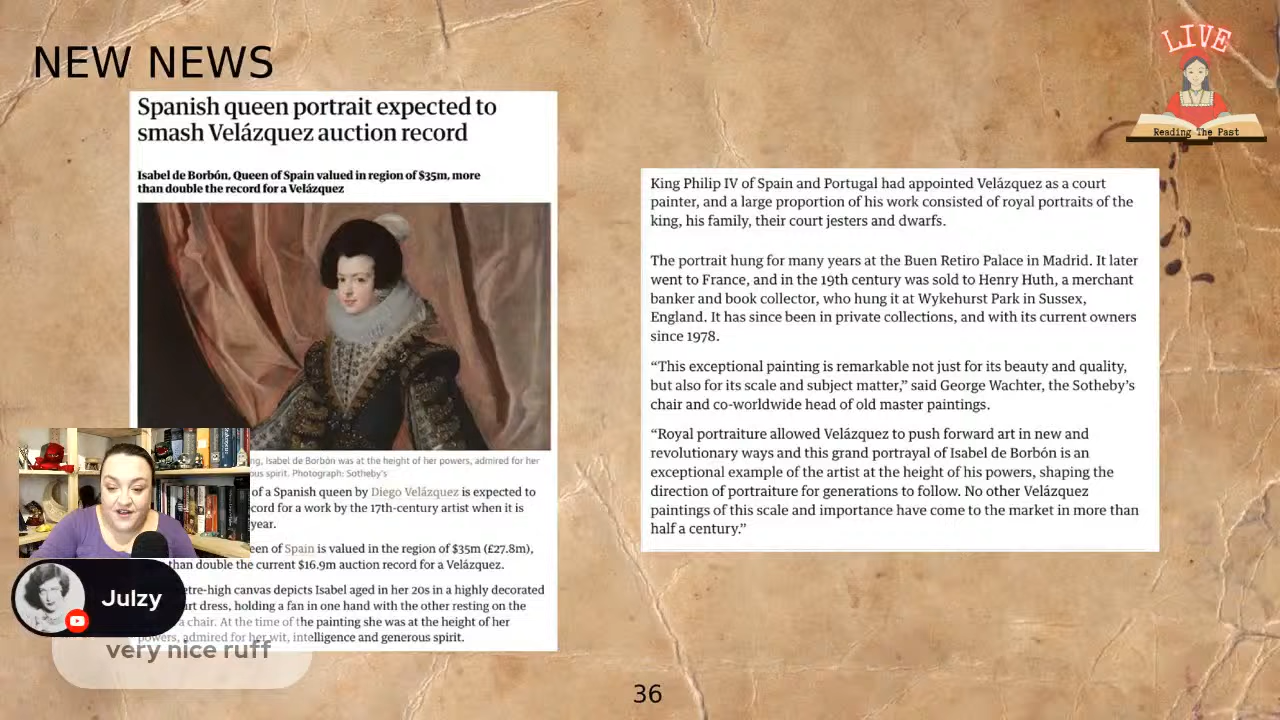 NEW NEWS
LIVE
Reading The Past
Spanish queen portrait expected to
smash Velázquez auction record
Isabel de Borbón, Queen of Spain valued in region of $35m, more
than double the record for a Velázquez
ng, Isabel de Borbón was at the height of her powers, admired for her
ous spirit. Photograph: Sotheby's
of a Spanish queen by Diego Velázquez is expected to
cord for a work by the 17th-century artist when it is
year.
een of Spain is valued in the region of $35m (£27.8m),
than double the current $16.9m auction record for a Velázquez.
etre-high canvas depicts Isabel aged in her 20s in a highly decorated
art dress, holding a fan in one hand with the other resting on the
a chair. At the time of the painting she was at the height of her
powers, admired for her wit, intelligence and generous spirit.
King Philip IV of Spain and Portugal had appointed Velázquez as a court
painter, and a large proportion of his work consisted of royal portraits of the
king, his family, their court jesters and dwarfs.
The portrait hung for many years at the Buen Retiro Palace in Madrid. It later
went to France, and in the 19th century was sold to Henry Huth, a merchant
banker and book collector, who hung it at Wykehurst Park in Sussex,
England. It has since been in private collections, and with its current owners
since 1978.
“This exceptional painting is remarkable not just for its beauty and quality,
but also for its scale and subject matter,” said George Wachter, the Sotheby’s
chair and co-worldwide head of old master paintings.
“Royal portraiture allowed Velázquez to push forward art in new and
revolutionary ways and this grand portrayal of Isabel de Borbón is an
exceptional example of the artist at the height of his powers, shaping the
direction of portraiture for generations to follow. No other Velázquez
paintings of this scale and importance have come to the market in more than
half a century.”
Julzy
very nice ruff
36